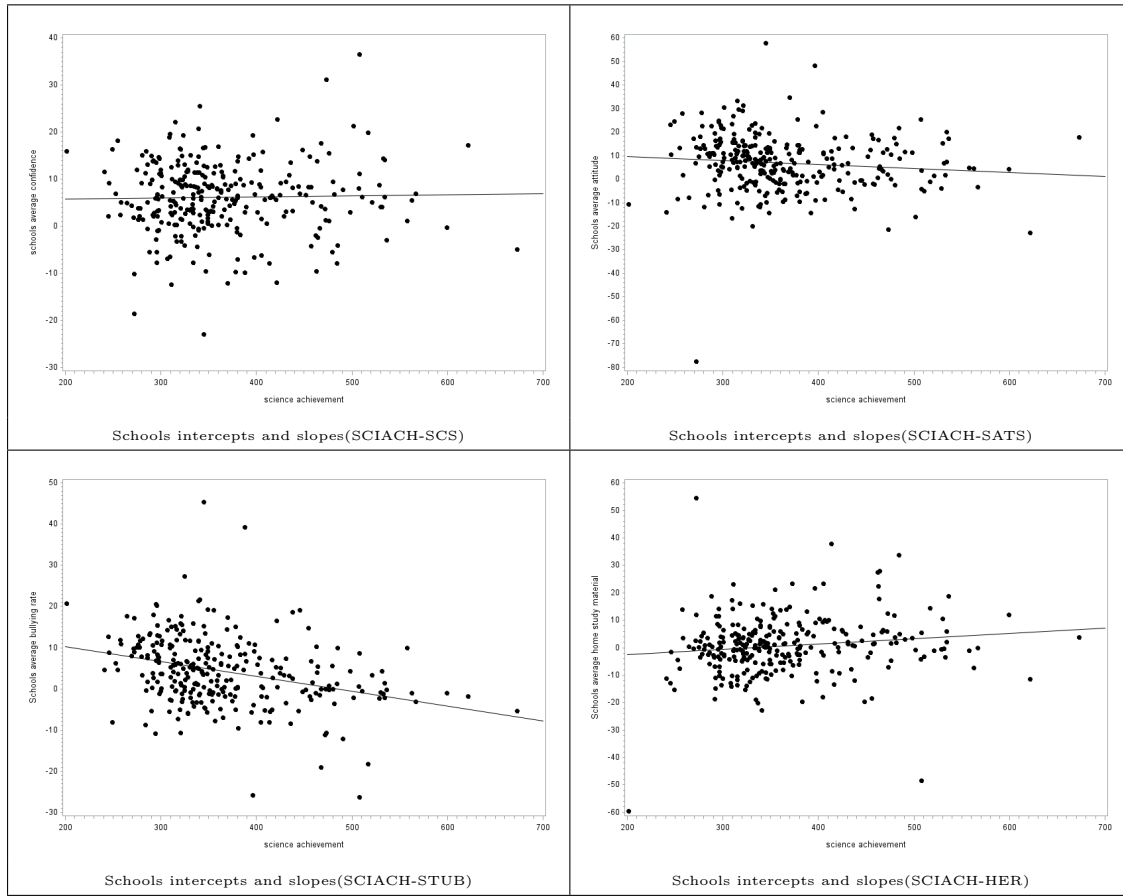 40
30
20
10
0
-10
-20
-30
schools average confidence
200 300 400 500 600 700
science achievement
Schools intercepts and slopes(SCIACH-SCS)
60
50
40
30
20
10
0
-10
-20
-30
-40
-50
-60
-70
-80
Schools average attitude
200 300 400 500 600 700
science achievement
Schools intercepts and slopes(SCIACH-SATS)
50
40
30
20
10
0
-10
-20
-30
Schools average bullying rate
200 300 400 500 600 700
science achievement
Schools intercepts and slopes(SCIACH-STUB)
60
50
40
30
20
10
0
-10
-20
-30
-40
-50
-60
Schools average home study material
200 300 400 500 600 700
science achievement
Schools intercepts and slopes(SCIACH-HER)